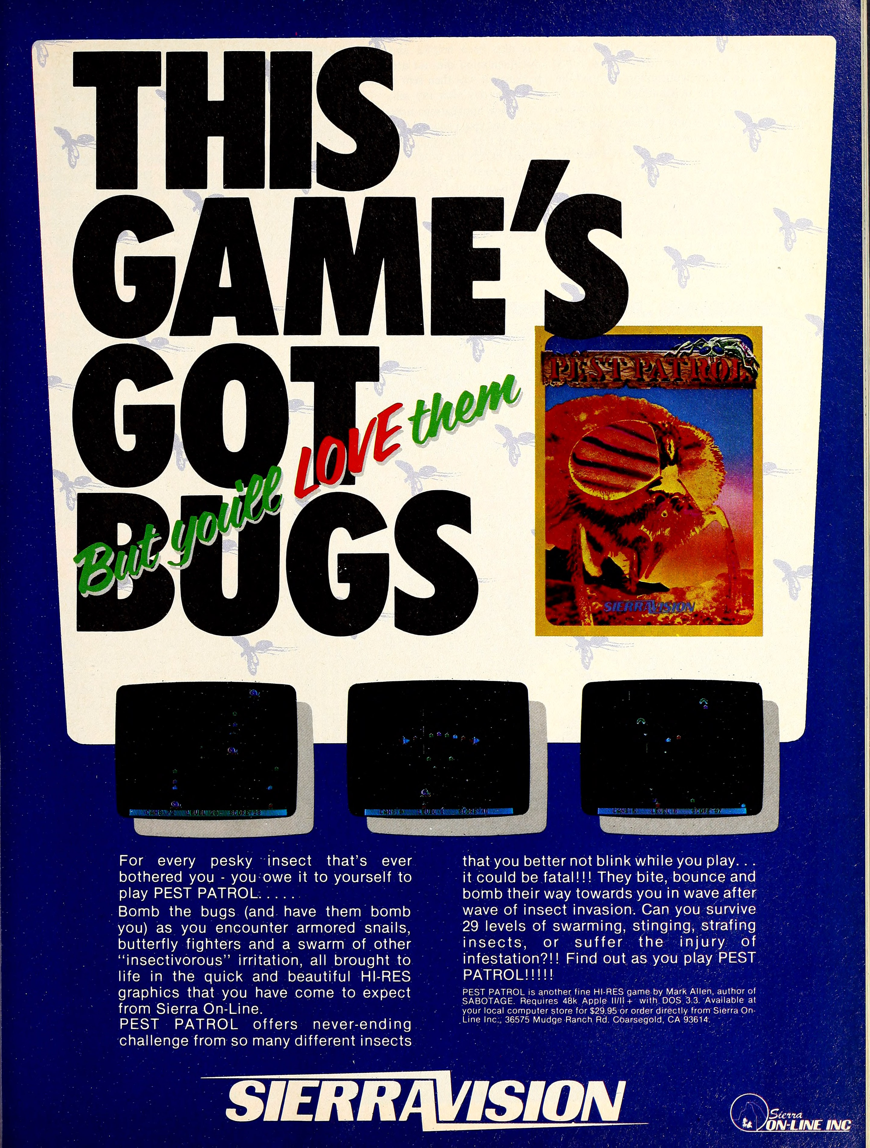 THIS
GAME'S
GOT
But you'll LOVE them
BUGS
PEST PATROL
SIERRAVISION
For every pesky insect that's ever
bothered you - you owe it to yourself to
play PEST PATROL. . . . .
Bomb the bugs (and have them bomb
you) as you encounter armored snails,
butterfly fighters and a swarm of other
"insectivorous" irritation, all brought to
life in the quick and beautiful HI-RES
graphics that you have come to expect
from Sierra On-Line.
PEST PATROL offers never-ending
challenge from so many different insects
that you better not blink while you play. . .
it could be fatal!!! They bite, bounce and
bomb their way towards you in wave after
wave of insect invasion. Can you survive
29 levels of swarming, stinging, strafing
insects, or suffer the injury of
infestation?!! Find out as you play PEST
PATROL!!!!!
PEST PATROL is another fine HI-RES game by Mark Allen, author of
SABOTAGE. Requires 48k Apple II/II+ with DOS 3.3. Available at
your local computer store for $29.95 or order directly from Sierra On-
Line Inc., 36575 Mudge Ranch Rd. Coarsegold, CA 93614.
SIERRAVISION
Sierra
ON-LINE INC